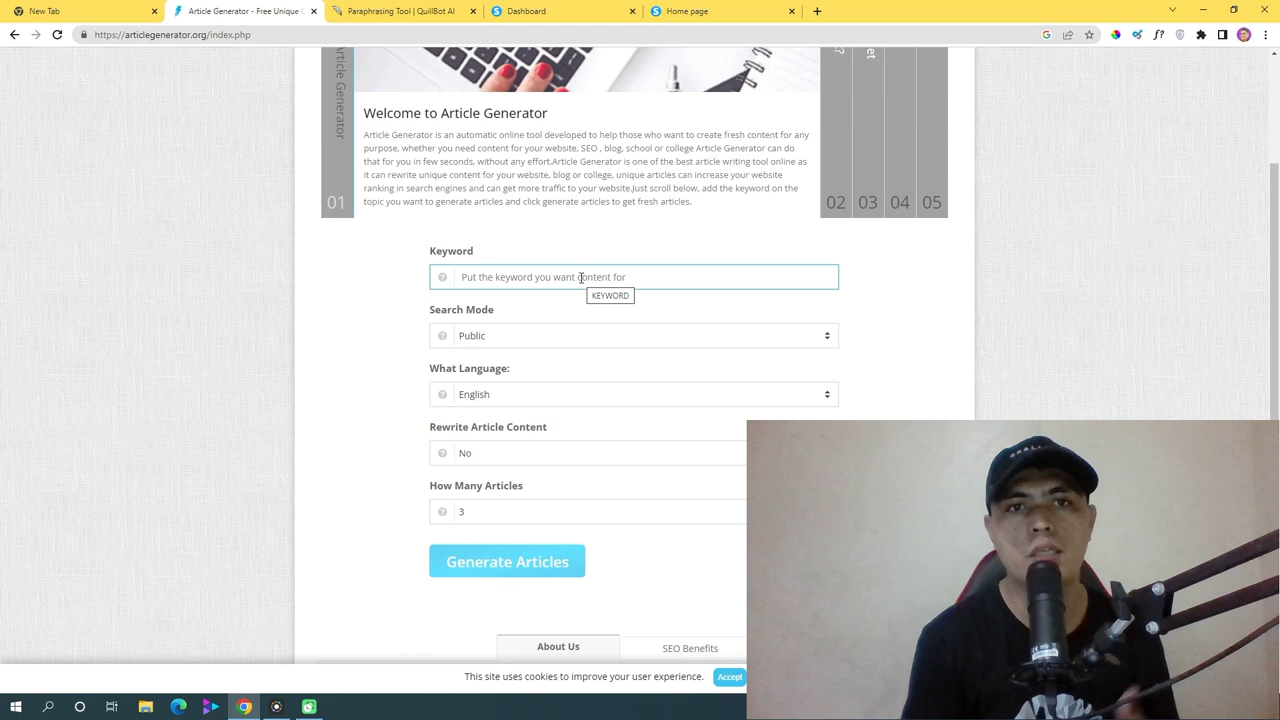 New Tab
Article Generator - Free Unique
Paraphrasing Tool | QuillBot AI
Dashboard
Home page
https://articlegenerator.org/index.php
Article Generator
01
Welcome to Article Generator
Article Generator is an automatic online tool developed to help those who want to create fresh content for any
purpose, whether you need content for your website, SEO , blog, school or college Article Generator can do
that for you in few seconds, without any effort.Article Generator is one of the best article writing tool online as
it can rewrite unique content for your website, blog or college, unique articles can increase your website
ranking in search engines and can get more traffic to your website.Just scroll below, add the keyword on the
topic you want to generate articles and click generate articles to get fresh articles.
02
03
04
05
Keyword
Put the keyword you want content for
KEYWORD
Search Mode
Public
What Language:
English
Rewrite Article Content
No
How Many Articles
3
Generate Articles
About Us
SEO Benefits
This site uses cookies to improve your user experience.
Accept